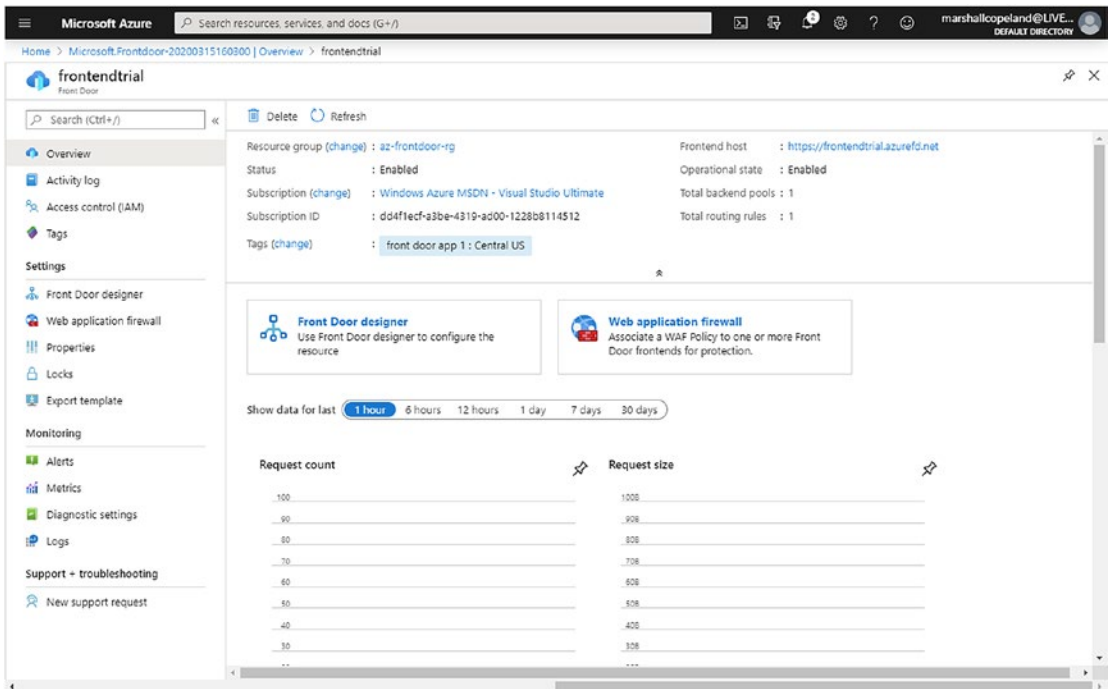 Microsoft Azure
Search resources, services, and docs (G+/)
marshallcopeland@LIVE...
DEFAULT DIRECTORY
Home > Microsoft.Frontdoor-20200315160300 | Overview > frontendtrial
frontendtrial
Front Door
Search (Ctrl+/)
Overview
Activity log
Access control (IAM)
Tags
Settings
Front Door designer
Web application firewall
Properties
Locks
Export template
Monitoring
Alerts
Metrics
Diagnostic settings
Logs
Support + troubleshooting
New support request
Delete Refresh
Resource group (change) : az-frontdoor-rg
Status : Enabled
Subscription (change) : Windows Azure MSDN - Visual Studio Ultimate
Subscription ID : dd4f1ecf-a3be-4319-ad00-1228b8114512
Tags (change) : front door app 1 : Central US
Frontend host : https://frontendtrial.azurefd.net
Operational state : Enabled
Total backend pools : 1
Total routing rules : 1
Front Door designer
Use Front Door designer to configure the
resource
Web application firewall
Associate a WAF Policy to one or more Front
Door frontends for protection.
Show data for last 1 hour 6 hours 12 hours 1 day 7 days 30 days
Request count
100
90
80
70
60
50
40
30
Request size
100B
90B
80B
70B
60B
50B
40B
30B